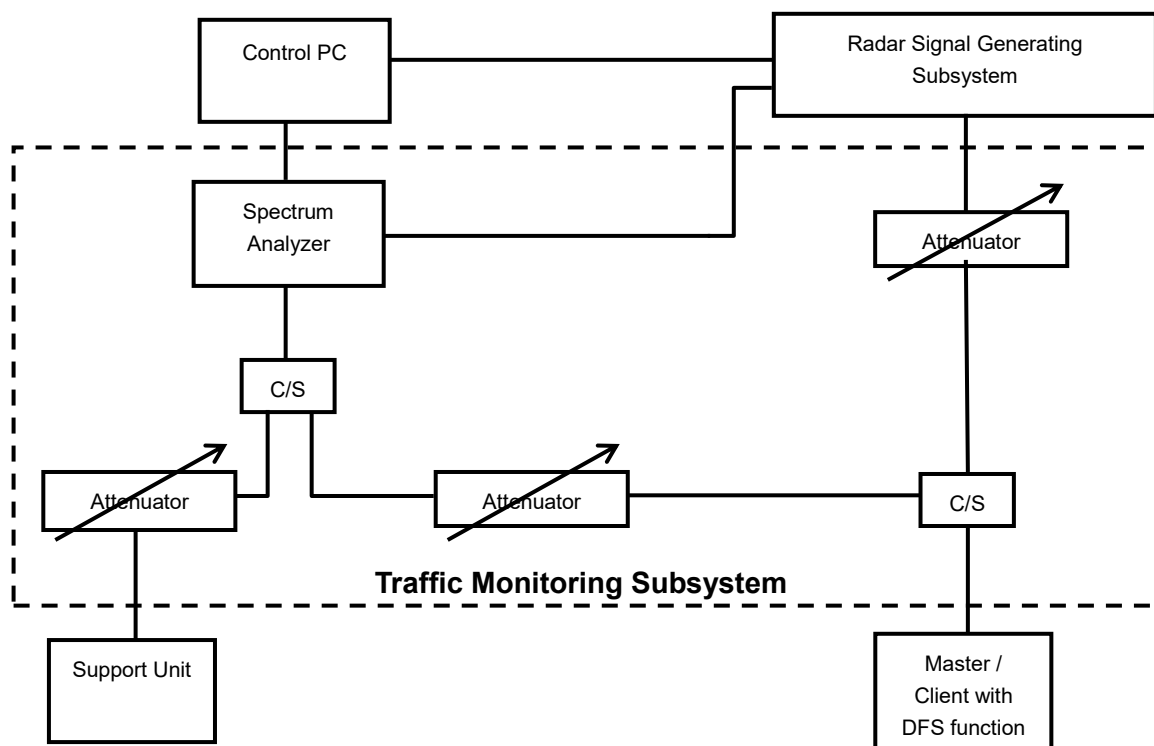 Control PC
Radar Signal Generating
Subsystem
Spectrum
Analyzer
Attenuator
C/S
Attenuator
Attenuator
C/S
Traffic Monitoring Subsystem
Support Unit
Master /
Client with
DFS function